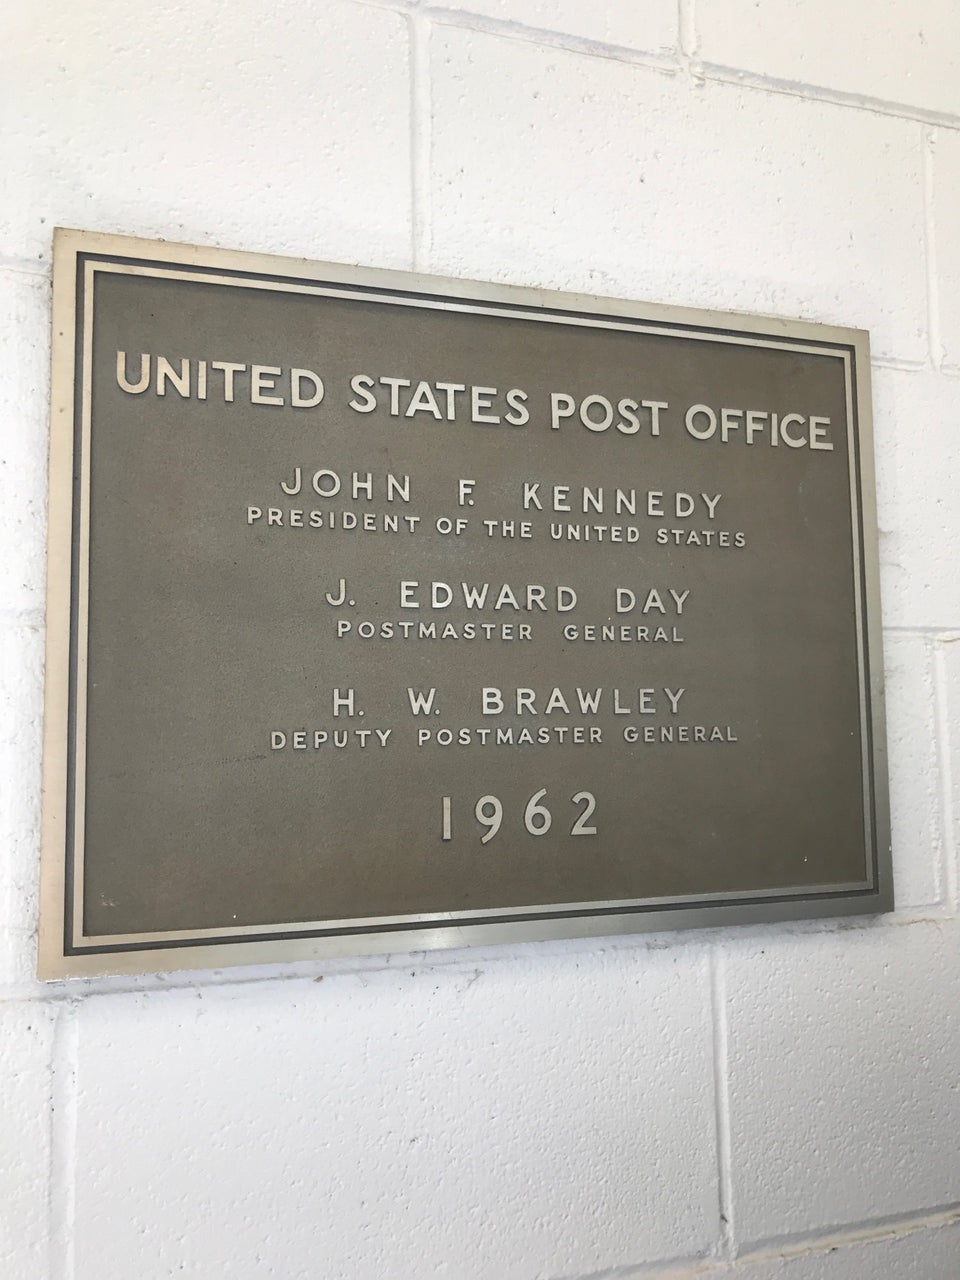 UNITED STATES POST OFFICE
JOHN F. KENNEDY
PRESIDENT OF THE UNITED STATES
J. EDWARD DAY
POSTMASTER GENERAL
H. W. BRAWLEY
DEPUTY POSTMASTER GENERAL
1962